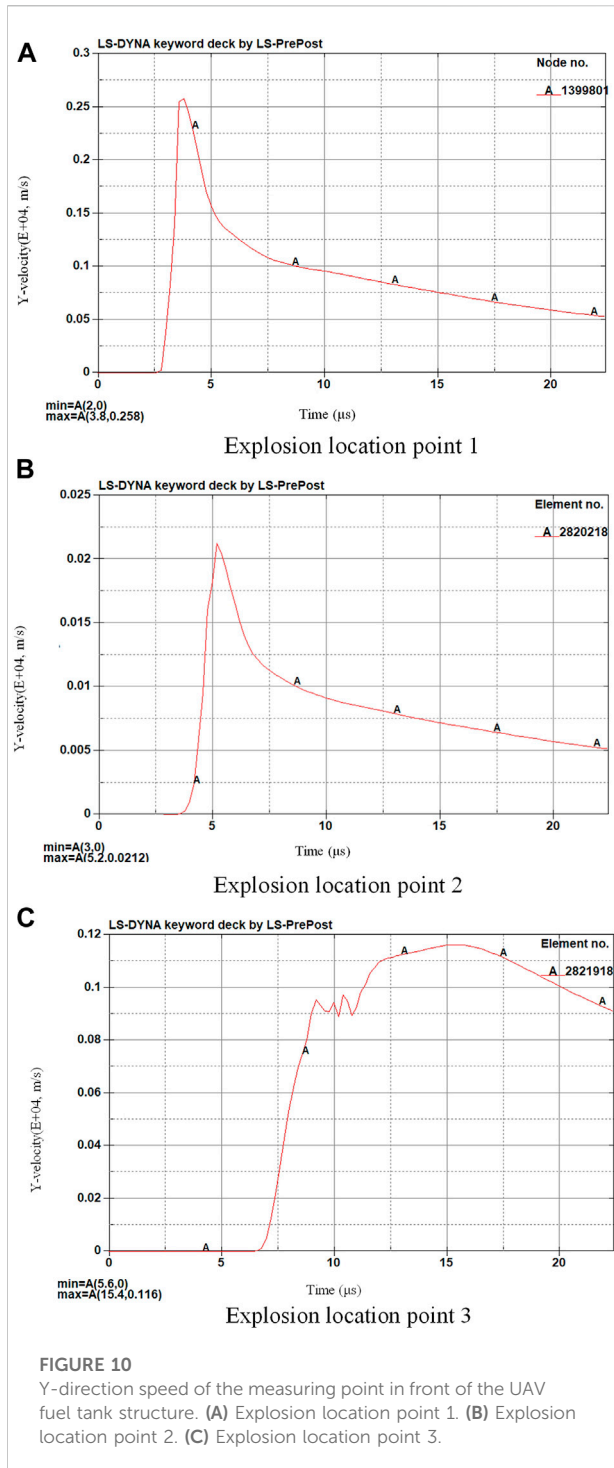 A
LS-DYNA keyword deck by LS-PrePost
Node no.
A 1399801
Y-velocity(E+04, m/s)
0.3
0.25
0.2
0.15
0.1
0.05
0
A
A
A
A
A
0
5
10
15
20
min=A(2,0)
max=A(3.8,0.258)
Time (µs)
Explosion location point 1
B
LS-DYNA keyword deck by LS-PrePost
Element no.
A 2820218
Y-velocity(E+04, m/s)
0.025
0.02
0.015
0.01
0.005
0
A
A
A
A
A
0
5
10
15
20
min=A(3,0)
max=A(5.2,0.0212)
Time (µs)
Explosion location point 2
C
LS-DYNA keyword deck by LS-PrePost
Element no.
A 2821918
Y-velocity(E+04, m/s)
0.12
0.1
0.08
0.06
0.04
0.02
0
A
A
A
A
A
0
5
10
15
20
min=A(5.6,0)
max=A(15.4,0.116)
Time (µs)
Explosion location point 3
FIGURE 10
Y-direction speed of the measuring point in front of the UAV
fuel tank structure. (A) Explosion location point 1. (B) Explosion
location point 2. (C) Explosion location point 3.